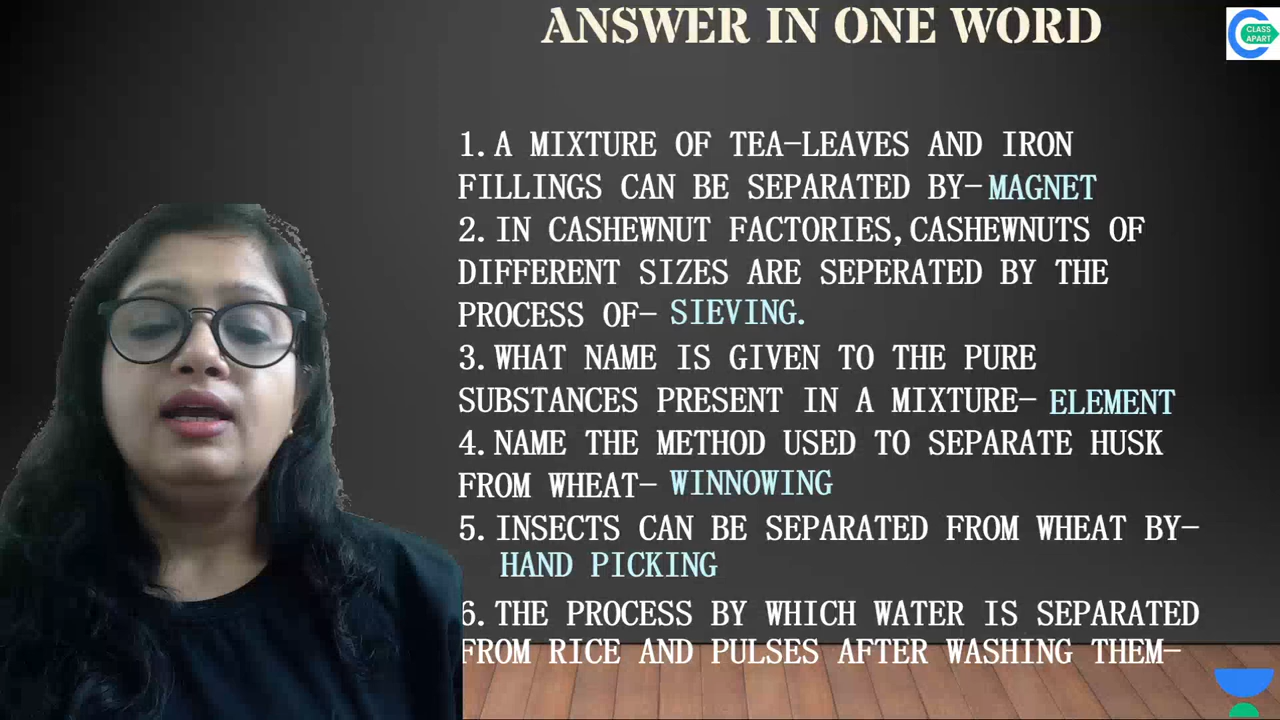 ANSWER IN ONE WORD
CLASS
APART
1. A MIXTURE OF TEA-LEAVES AND IRON
FILLINGS CAN BE SEPARATED BY- MAGNET
2. IN CASHEWNUT FACTORIES, CASHEWNUTS OF
DIFFERENT SIZES ARE SEPERATED BY THE
PROCESS OF- SIEVING.
3. WHAT NAME IS GIVEN TO THE PURE
SUBSTANCES PRESENT IN A MIXTURE- ELEMENT
4. NAME THE METHOD USED TO SEPARATE HUSK
FROM WHEAT- WINNOWING
5. INSECTS CAN BE SEPARATED FROM WHEAT BY-
HAND PICKING
6. THE PROCESS BY WHICH WATER IS SEPARATED
FROM RICE AND PULSES AFTER WASHING THEM-